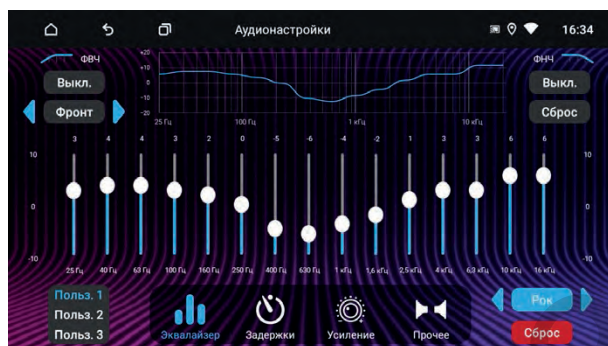 Аудионастройки
16:34
ФВЧ
Выкл.
Фронт
+20
+10
0
-10
-20
25 Гц 100 Гц 1 кГц 10 кГц
ФНЧ
Выкл.
Сброс
3 4 4 3 2 0 -5 -6 -4 -2 1 3 3 6 6
10 10
0 0
-10 -10
25 Гц 40 Гц 63 Гц 100 Гц 160 Гц 250 Гц 400 Гц 630 Гц 1 кГц 1,6 кГц 2,5 кГц 4 кГц 6,3 кГц 10 кГц 16 кГц
Польз. 1
Польз. 2
Польз. 3
Эквалайзер Задержки Усиление Прочее
Рок
Сброс